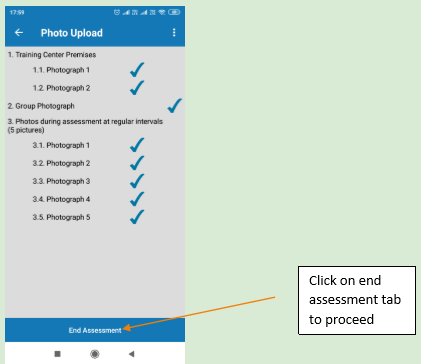 17:59
Photo Upload
1. Training Center Premises
1.1. Photograph 1
1.2. Photograph 2
2. Group Photograph
3. Photos during assessment at regular intervals
(5 pictures)
3.1. Photograph 1
3.2. Photograph 2
3.3. Photograph 3
3.4. Photograph 4
3.5. Photograph 5
End Assessment
Click on end
assessment tab
to proceed